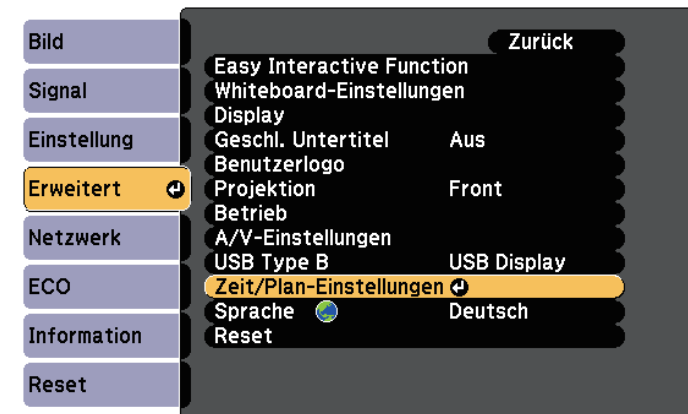 Bild
Signal
Einstellung
Erweitert
Netzwerk
ECO
Information
Reset
Zurück
Easy Interactive Function
Whiteboard-Einstellungen
Display
Geschl. Untertitel Aus
Benutzerlogo
Projektion Front
Betrieb
A/V-Einstellungen
USB Type B USB Display
Zeit/Plan-Einstellungen
Sprache Deutsch
Reset